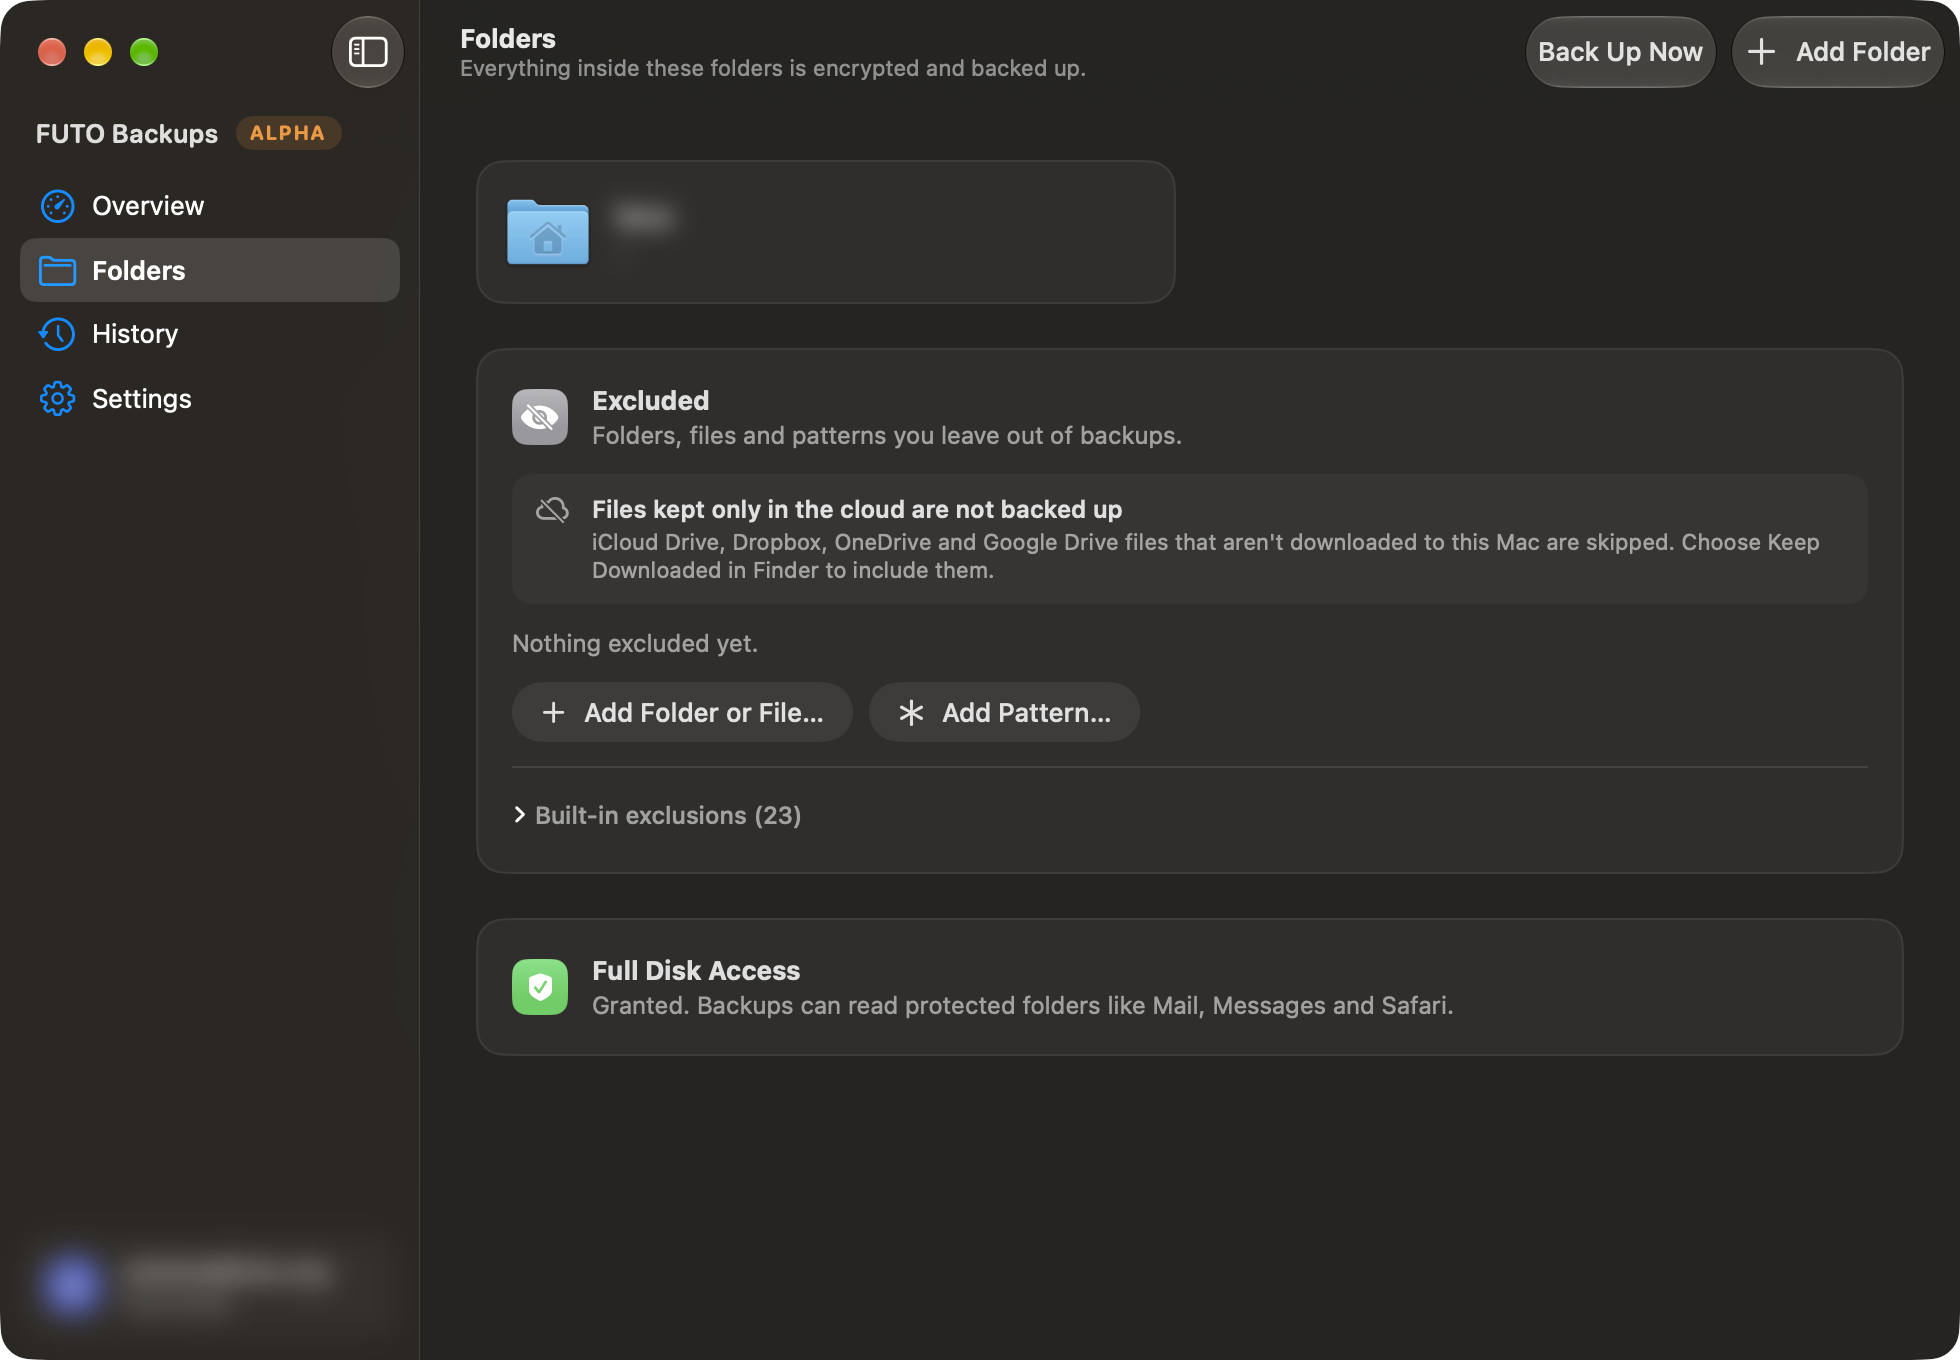 FUTO Backups ALPHA
Overview
Folders
History
Settings
Folders
Everything inside these folders is encrypted and backed up.
Back Up Now
Add Folder
Excluded
Folders, files and patterns you leave out of backups.
Files kept only in the cloud are not backed up
iCloud Drive, Dropbox, OneDrive and Google Drive files that aren't downloaded to this Mac are skipped. Choose Keep
Downloaded in Finder to include them.
Nothing excluded yet.
Add Folder or File...
Add Pattern...
Built-in exclusions (23)
Full Disk Access
Granted. Backups can read protected folders like Mail, Messages and Safari.